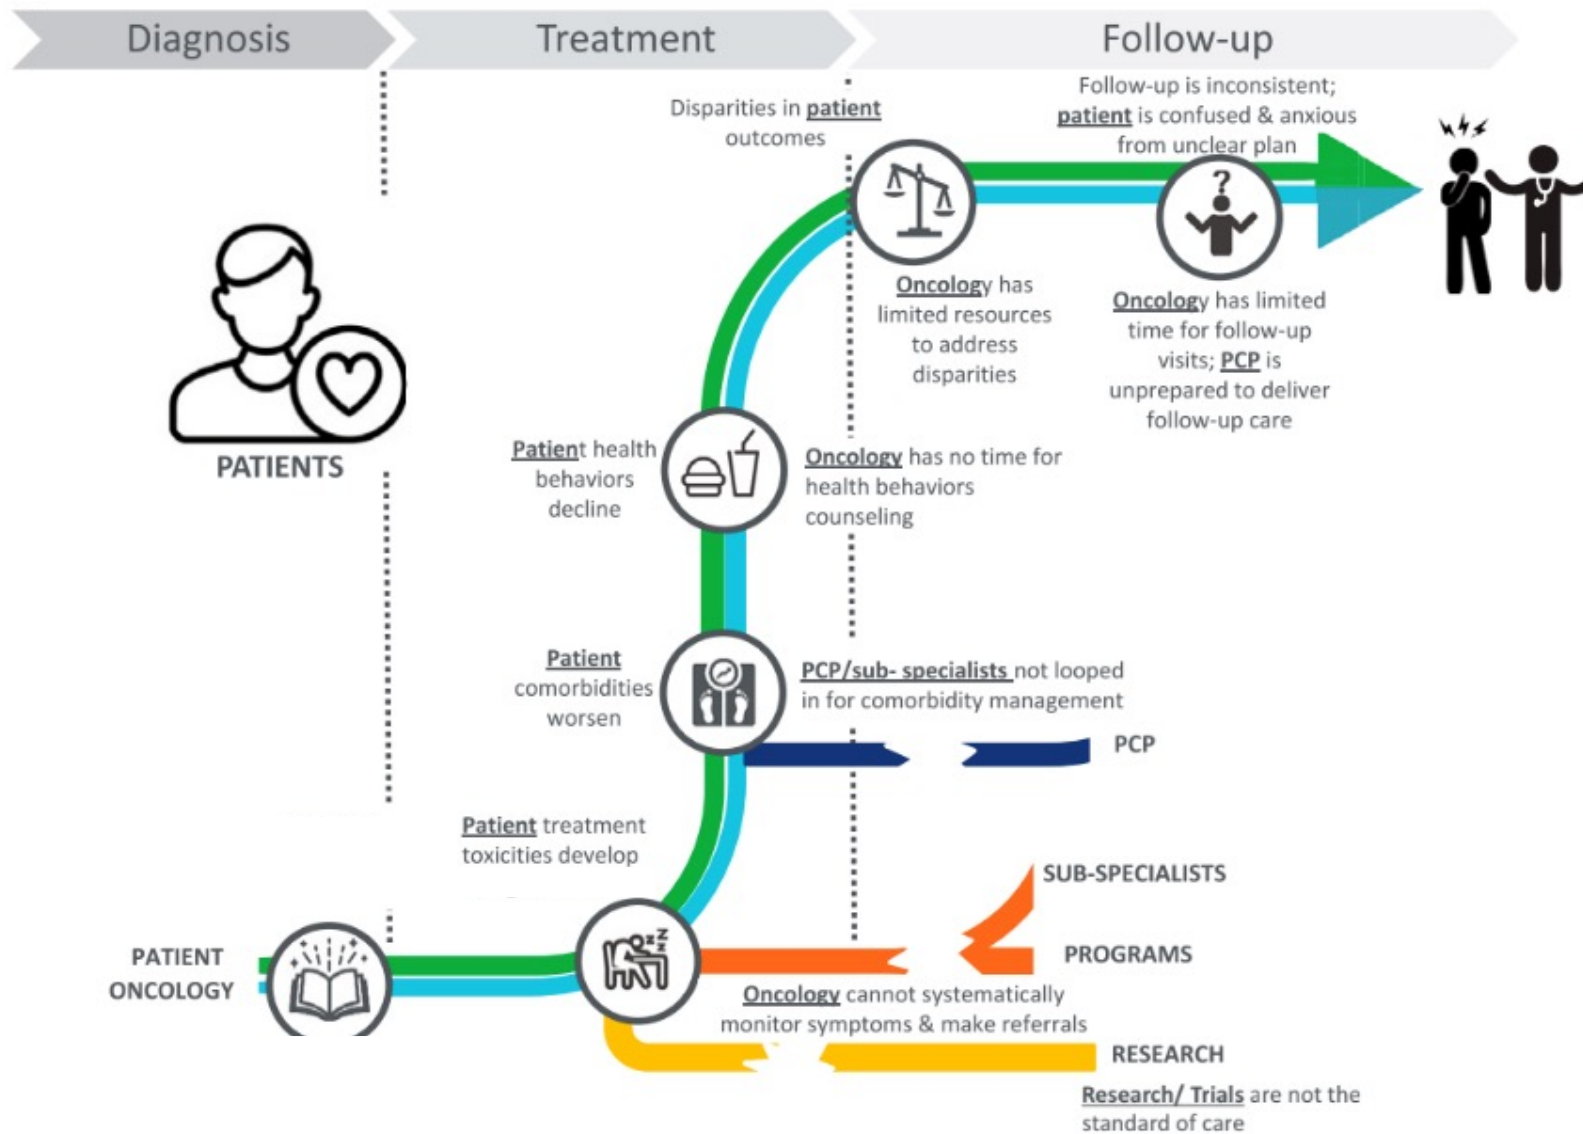 Diagnosis
Treatment
Follow-up
Disparities in patient
outcomes
Follow-up is inconsistent;
patient is confused & anxious
from unclear plan
?
Oncology has
limited resources
to address
disparities
Oncology has limited
time for follow-up
visits; PCP is
unprepared to deliver
follow-up care
PATIENTS
Patient health
behaviors
decline
Oncology has no time for
health behaviors
counseling
Patient
comorbidities
worsen
PCP/sub- specialists not looped
in for comorbidity management
PCP
Patient treatment
toxicities develop
SUB-SPECIALISTS
PATIENT
ONCOLOGY
zzz
z
PROGRAMS
Oncology cannot systematically
monitor symptoms & make referrals
RESEARCH
Research/ Trials are not the
standard of care